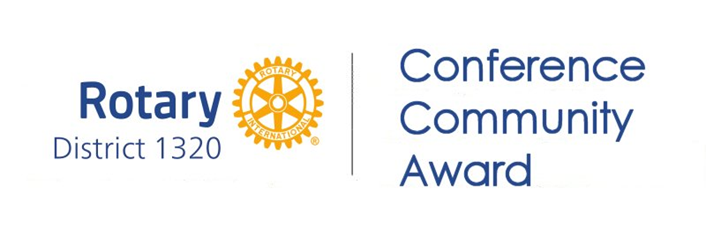 Rotary
District 1320
ROTARY
INTERNATIONAL
®
Conference
Community
Award